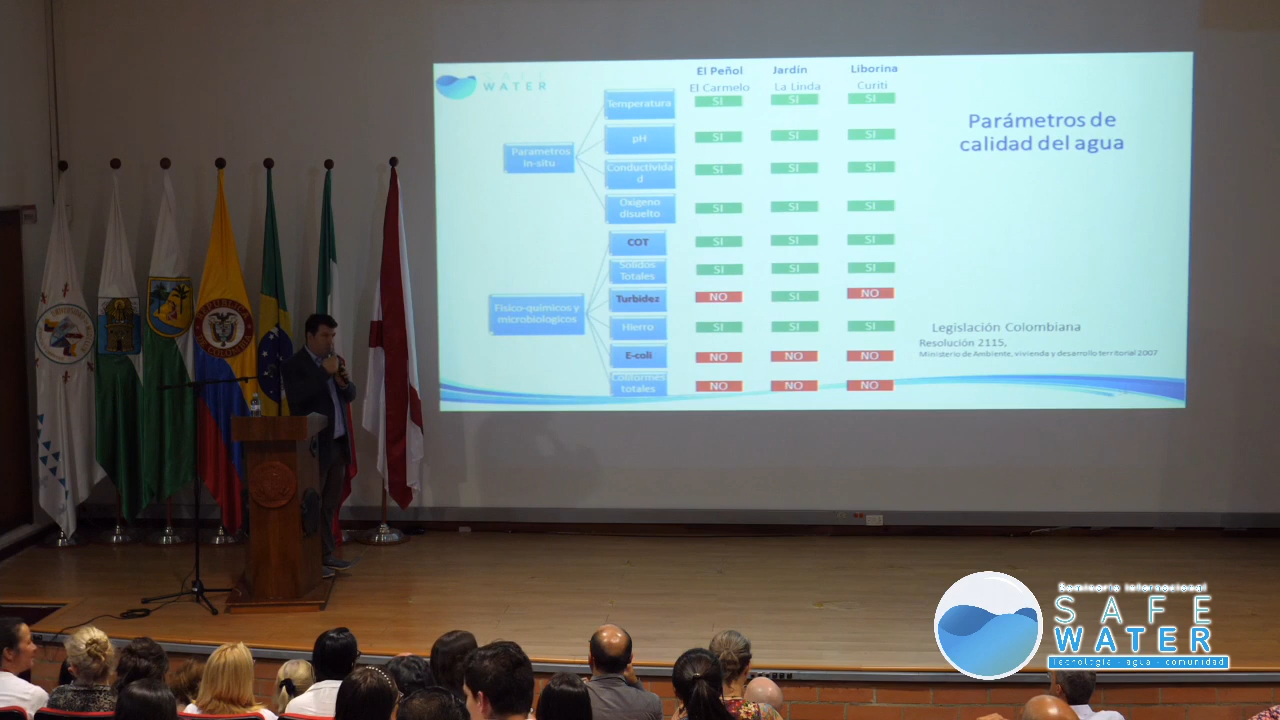 SAFE
WATER
El Peñol Jardín Liborina
El Carmelo La Linda Curiti
Parámetros de
calidad del agua
Parametros
In-situ
Temperatura SI SI SI
pH SI SI SI
Conductivida
d SI SI SI
Oxigeno
disuelto SI SI SI
Fisico-quimicos y
microbiologicos
COT SI SI SI
Solidos
Totales SI SI SI
Turbidez NO SI NO
Hierro SI SI SI
E-coli NO NO NO
Coliformes
totales NO NO NO
Legislación Colombiana
Resolución 2115,
Ministerio de Ambiente, vivienda y desarrollo territorial 2007
Seminario Internacional
SAFE
WATER
Tecnología - agua - comunidad